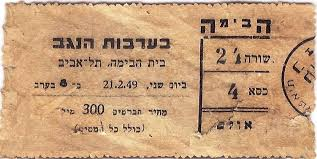 הבימה
בערבות הנגב
בית הבימה, תל־אביב
ביום שני, 21.2.49 ב־ 8 בערב
מחיר הכרטיס 300 מיל
(כולל כל המסים)
שורה 21
כסא 4
אולם